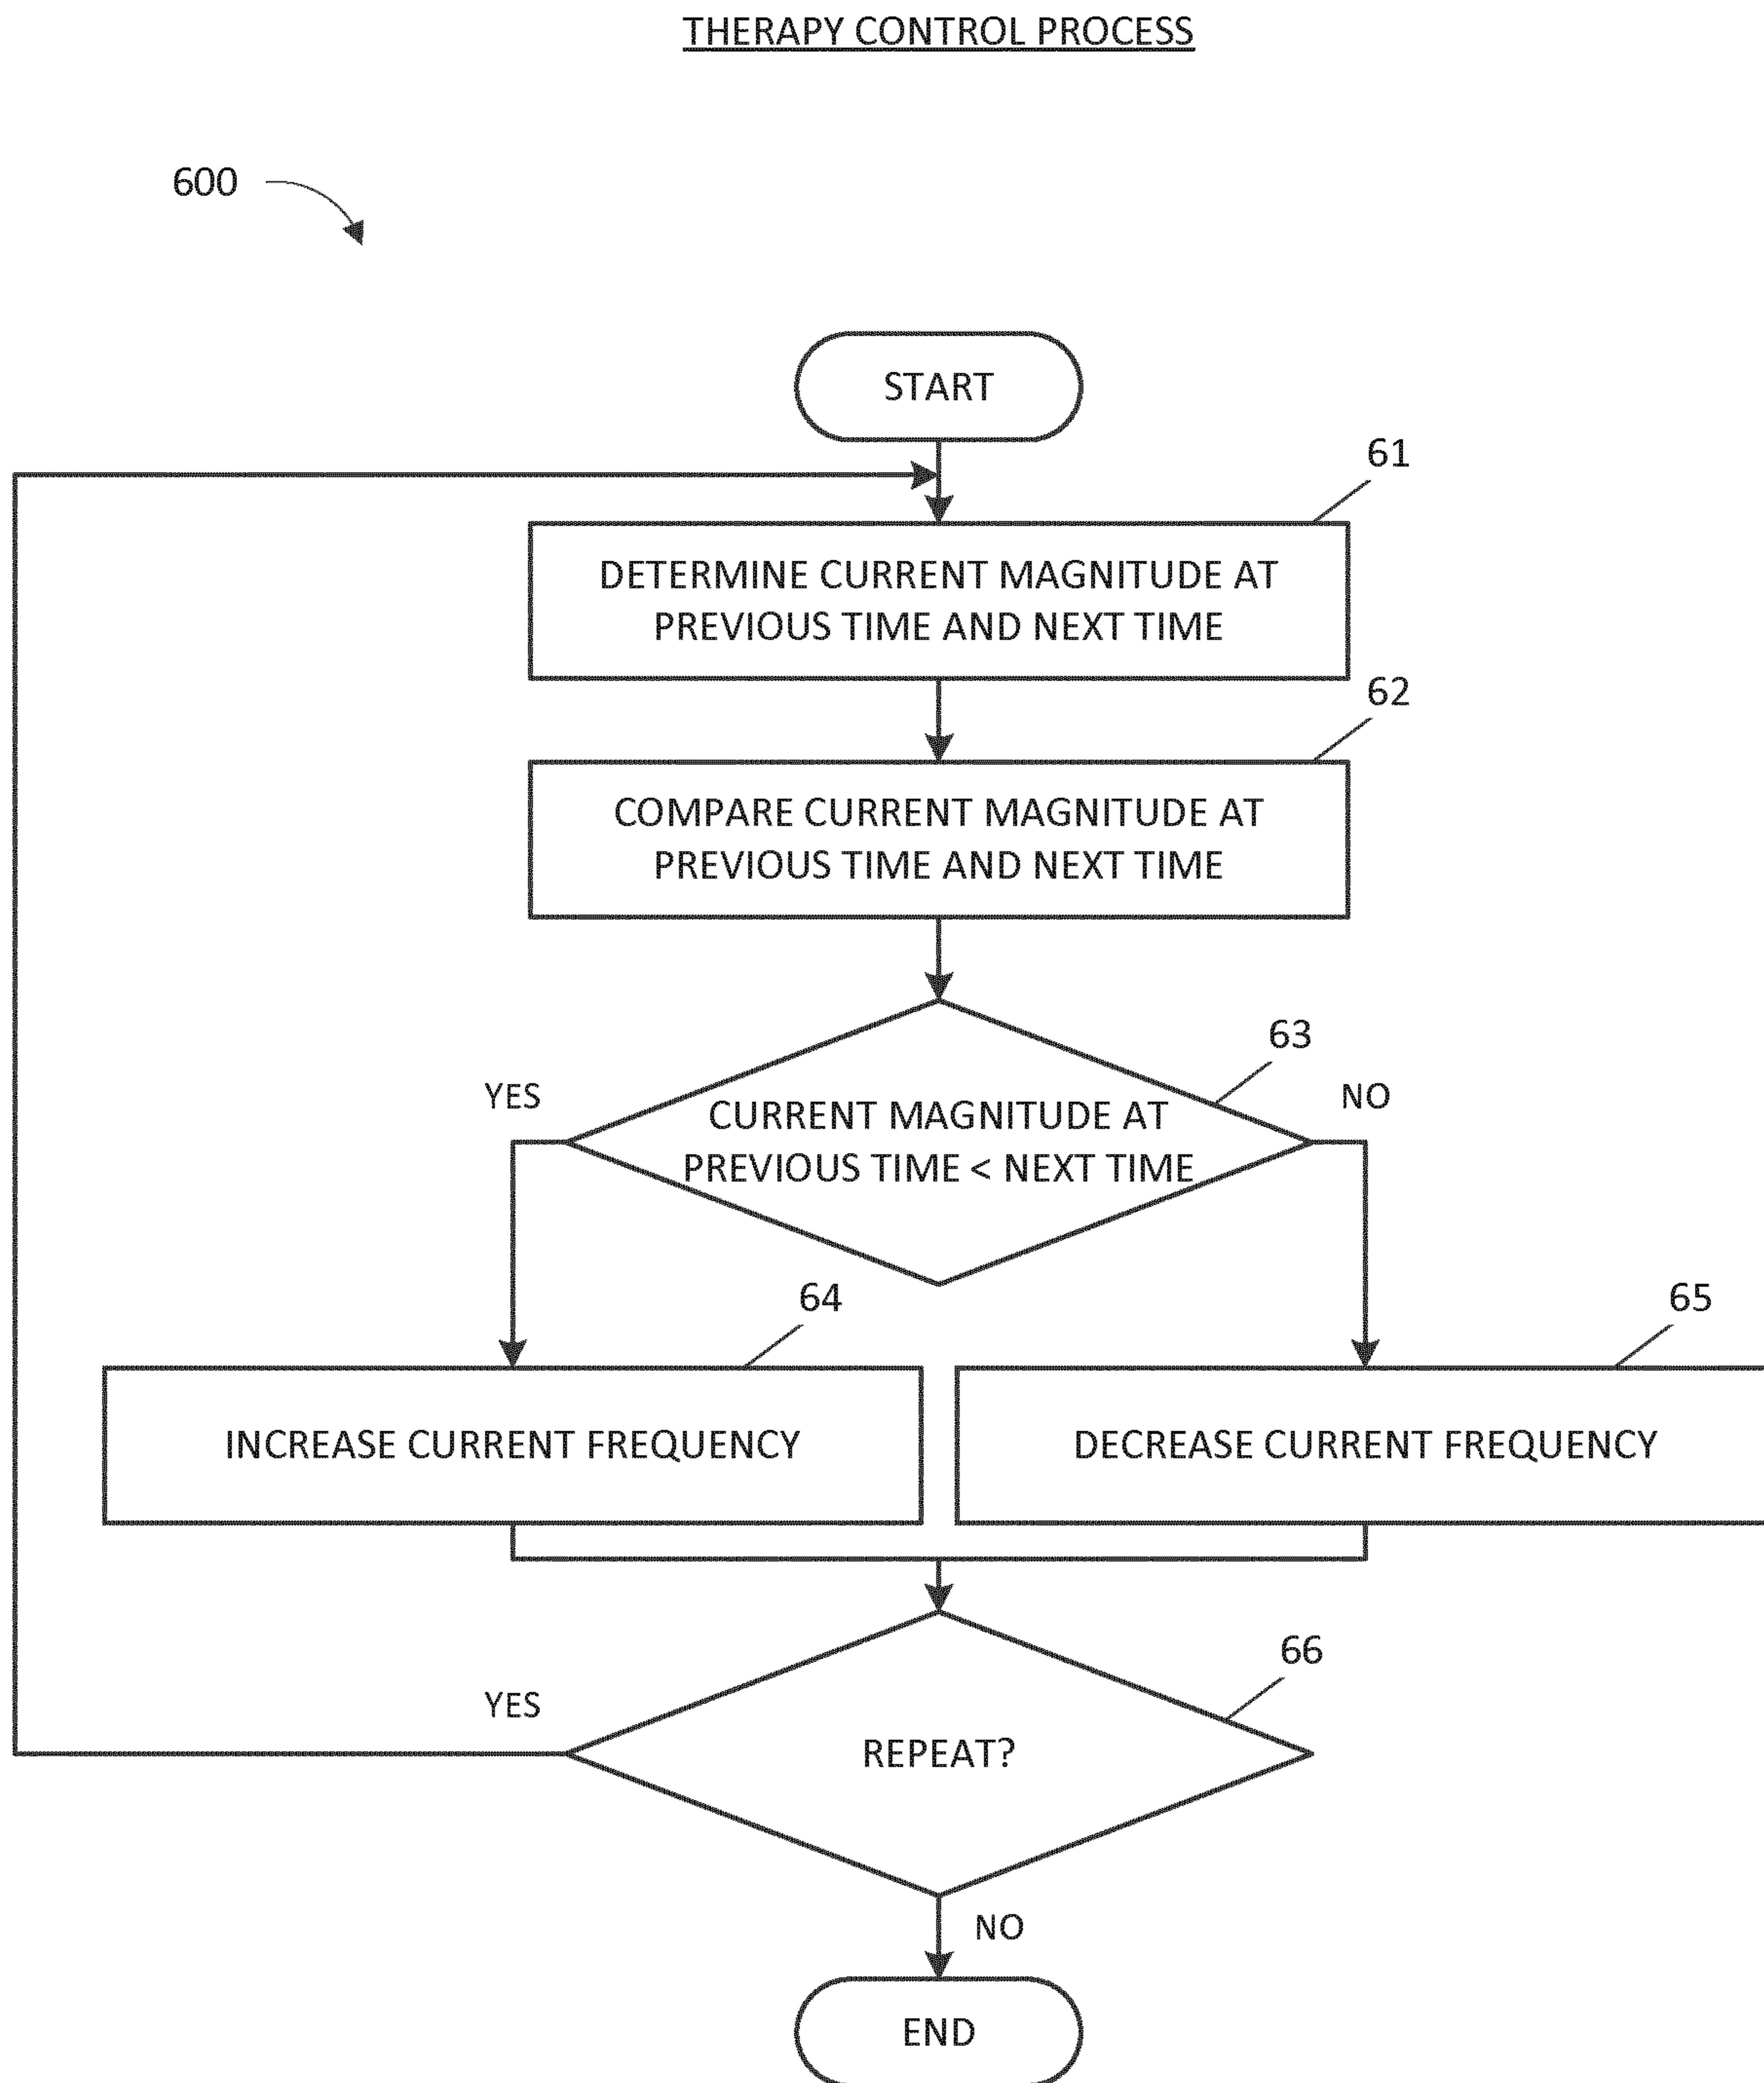 THERAPY CONTROL PROCESS
600
START
61
DETERMINE CURRENT MAGNITUDE AT
PREVIOUS TIME AND NEXT TIME
62
COMPARE CURRENT MAGNITUDE AT
PREVIOUS TIME AND NEXT TIME
63
YES
NO
CURRENT MAGNITUDE AT
PREVIOUS TIME < NEXT TIME
64
65
INCREASE CURRENT FREQUENCY
DECREASE CURRENT FREQUENCY
66
YES
REPEAT?
NO
END